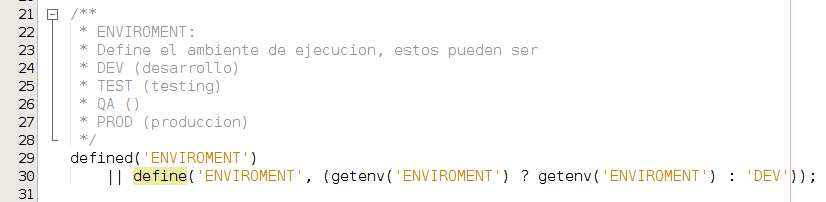 21 /**
22  * ENVIROMENT:
23  * Define el ambiente de ejecucion, estos pueden ser
24  * DEV (desarrollo)
25  * TEST (testing)
26  * QA ()
27  * PROD (produccion)
28  */
29 defined('ENVIROMENT')
30     || define('ENVIROMENT', (getenv('ENVIROMENT') ? getenv('ENVIROMENT') : 'DEV'));
31